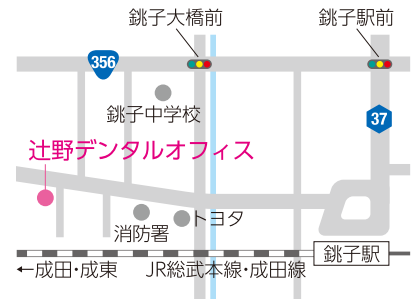 銚子大橋前
銚子駅前
356
銚子中学校
37
辻野デンタルオフィス
トヨタ
消防署
銚子駅
←成田・成東
JR総武本線・成田線